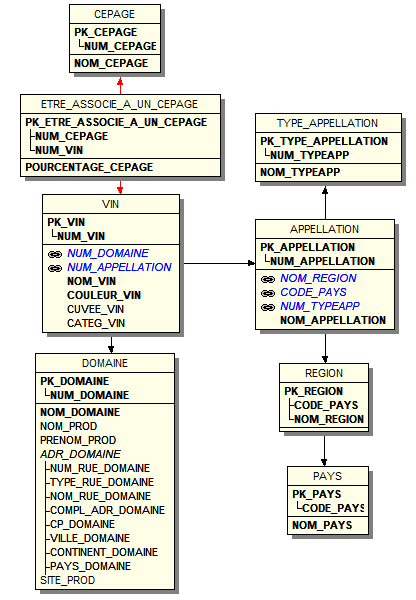 CEPAGE
PK_CEPAGE
NUM_CEPAGE
NOM_CEPAGE
ETRE_ASSOCIE_A_UN_CEPAGE
PK_ETRE_ASSOCIE_A_UN_CEPAGE
NUM_CEPAGE
NUM_VIN
POURCENTAGE_CEPAGE
TYPE_APPELLATION
PK_TYPE_APPELLATION
NUM_TYPEAPP
NOM_TYPEAPP
VIN
PK_VIN
NUM_VIN
NUM_DOMAINE
NUM_APPELLATION
NOM_VIN
COULEUR_VIN
CUVEE_VIN
CATEG_VIN
APPELLATION
PK_APPELLATION
NUM_APPELLATION
NOM_REGION
CODE_PAYS
NUM_TYPEAPP
NOM_APPELLATION
DOMAINE
PK_DOMAINE
NUM_DOMAINE
NOM_DOMAINE
NOM_PROD
PRENOM_PROD
ADR_DOMAINE
NUM_RUE_DOMAINE
TYPE_RUE_DOMAINE
NOM_RUE_DOMAINE
COMPL_ADR_DOMAINE
CP_DOMAINE
VILLE_DOMAINE
CONTINENT_DOMAINE
PAYS_DOMAINE
SITE_PROD
REGION
PK_REGION
CODE_PAYS
NOM_REGION
PAYS
PK_PAYS
CODE_PAYS
NOM_PAYS